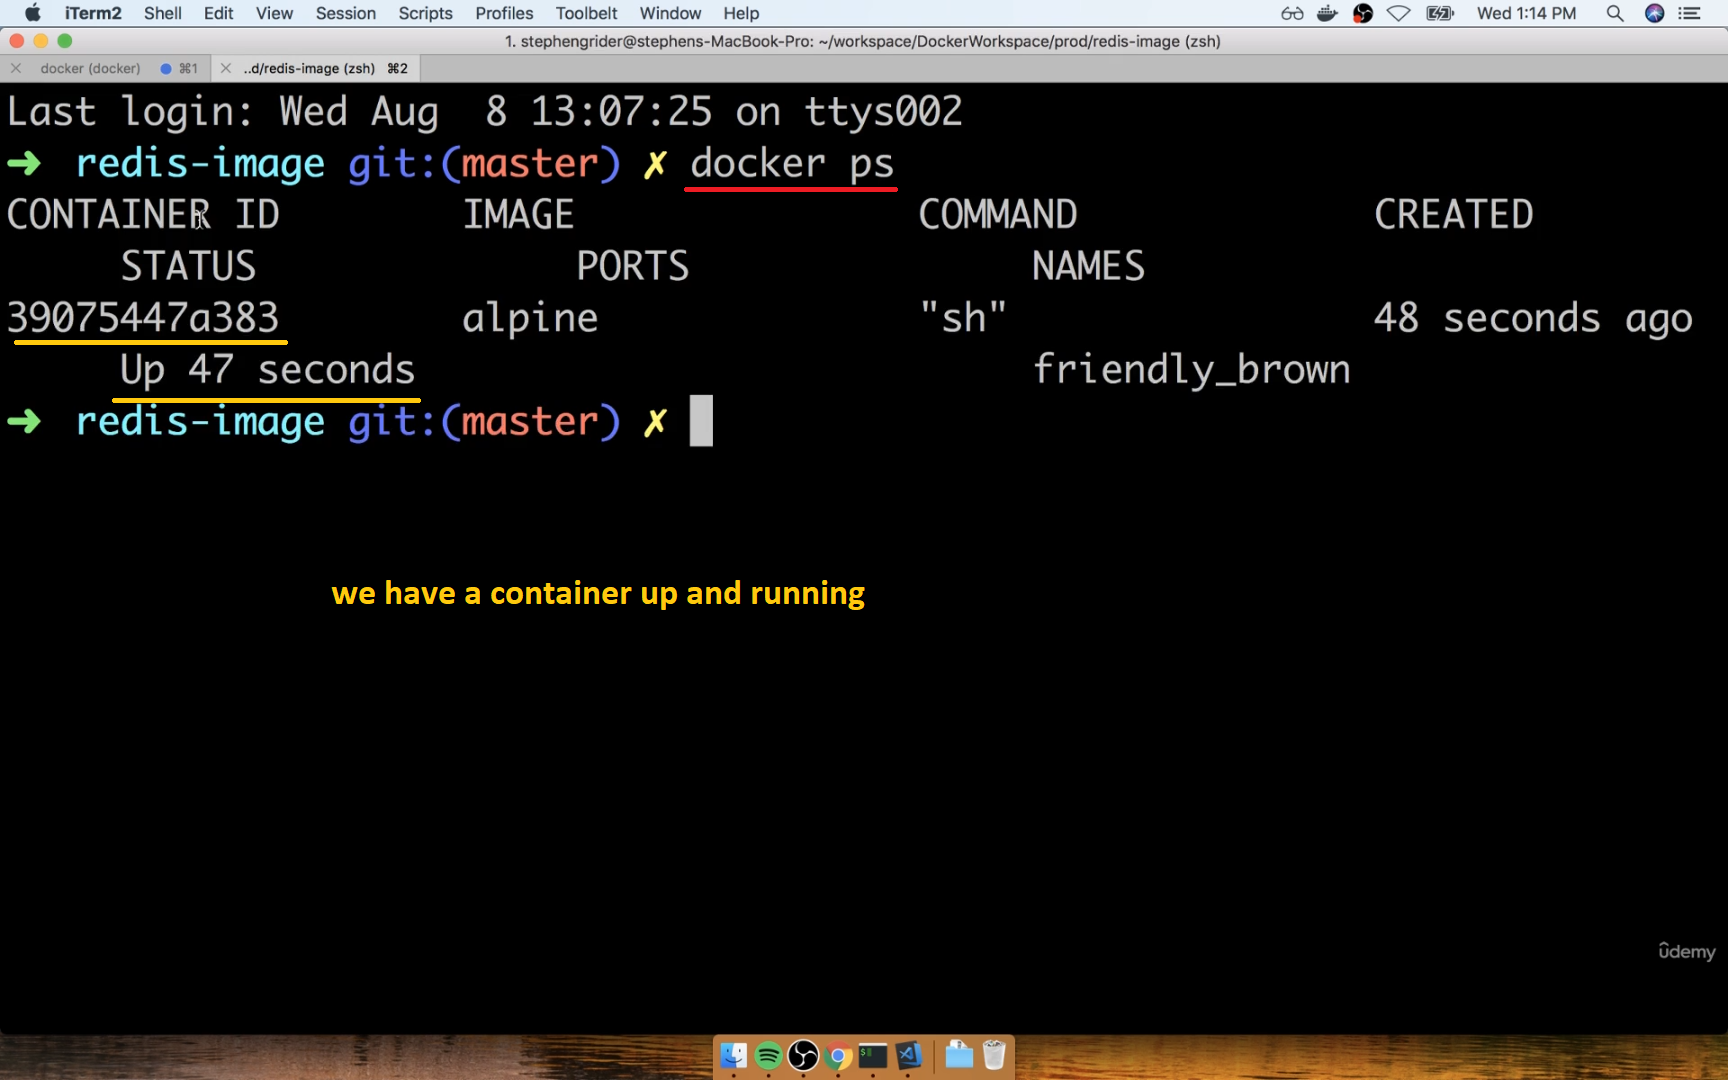 iTerm2 Shell Edit View Session Scripts Profiles Toolbelt Window Help Wed 1:14 PM
1. stephengrider@stephens-MacBook-Pro: ~/workspace/DockerWorkspace/prod/redis-image (zsh)
docker (docker) ⌘1 ..d/redis-image (zsh) ⌘2
Last login: Wed Aug  8 13:07:25 on ttys002
➜  redis-image git:(master) ✗ docker ps
CONTAINER ID IMAGE COMMAND CREATED
STATUS PORTS NAMES
39075447a383 alpine "sh" 48 seconds ago
Up 47 seconds friendly_brown
➜  redis-image git:(master) ✗
we have a container up and running
ûdemy